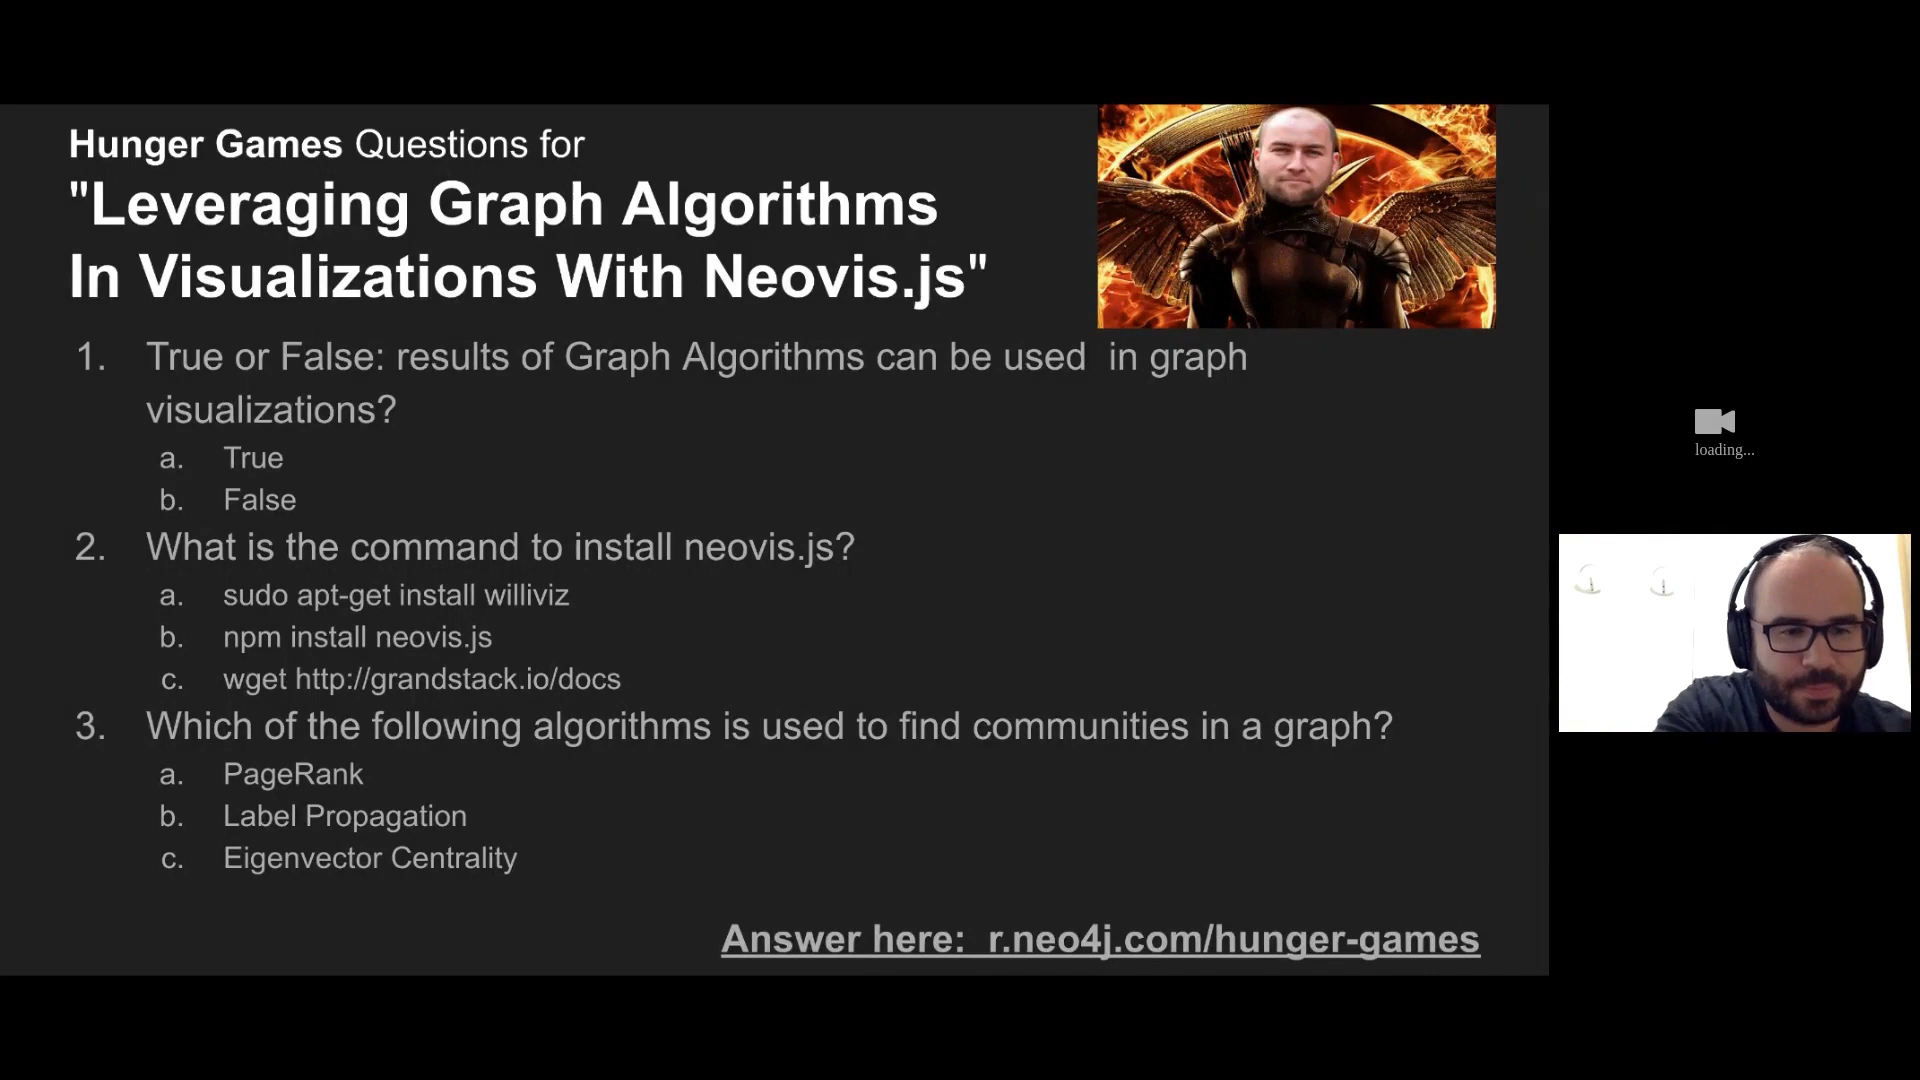 Hunger Games Questions for
"Leveraging Graph Algorithms
In Visualizations With Neovis.js"
1. True or False: results of Graph Algorithms can be used  in graph
visualizations?
a. True
b. False
2. What is the command to install neovis.js?
a. sudo apt-get install williviz
b. npm install neovis.js
c. wget http://grandstack.io/docs
3. Which of the following algorithms is used to find communities in a graph?
a. PageRank
b. Label Propagation
c. Eigenvector Centrality
Answer here:  r.neo4j.com/hunger-games
loading...